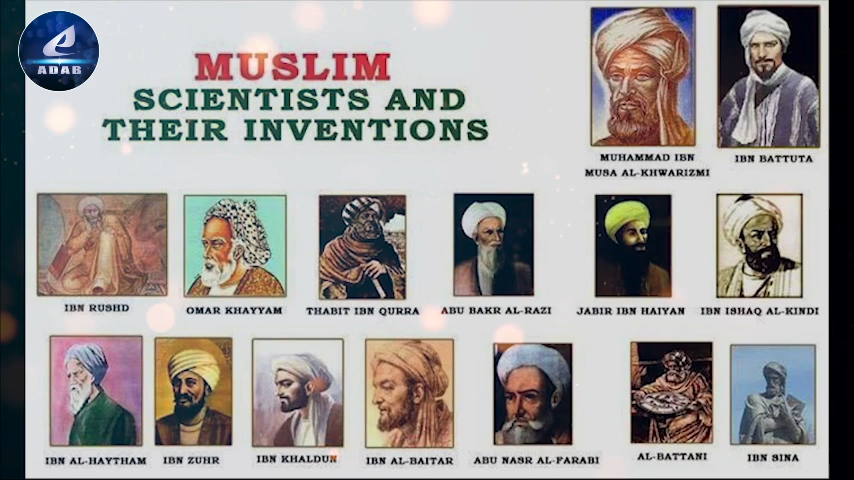 ADAB
MUSLIM
SCIENTISTS AND
THEIR INVENTIONS
MUHAMMAD IBN
MUSA AL-KHWARIZMI
IBN BATTUTA
IBN RUSHD
OMAR KHAYYAM
THABIT IBN QURRA
ABU BAKR AL-RAZI
JABIR IBN HAIYAN
IBN ISHAQ AL-KINDI
IBN AL-HAYTHAM
IBN ZUHR
IBN KHALDUN
IBN AL-BAITAR
ABU NASR AL-FARABI
AL-BATTANI
IBN SINA